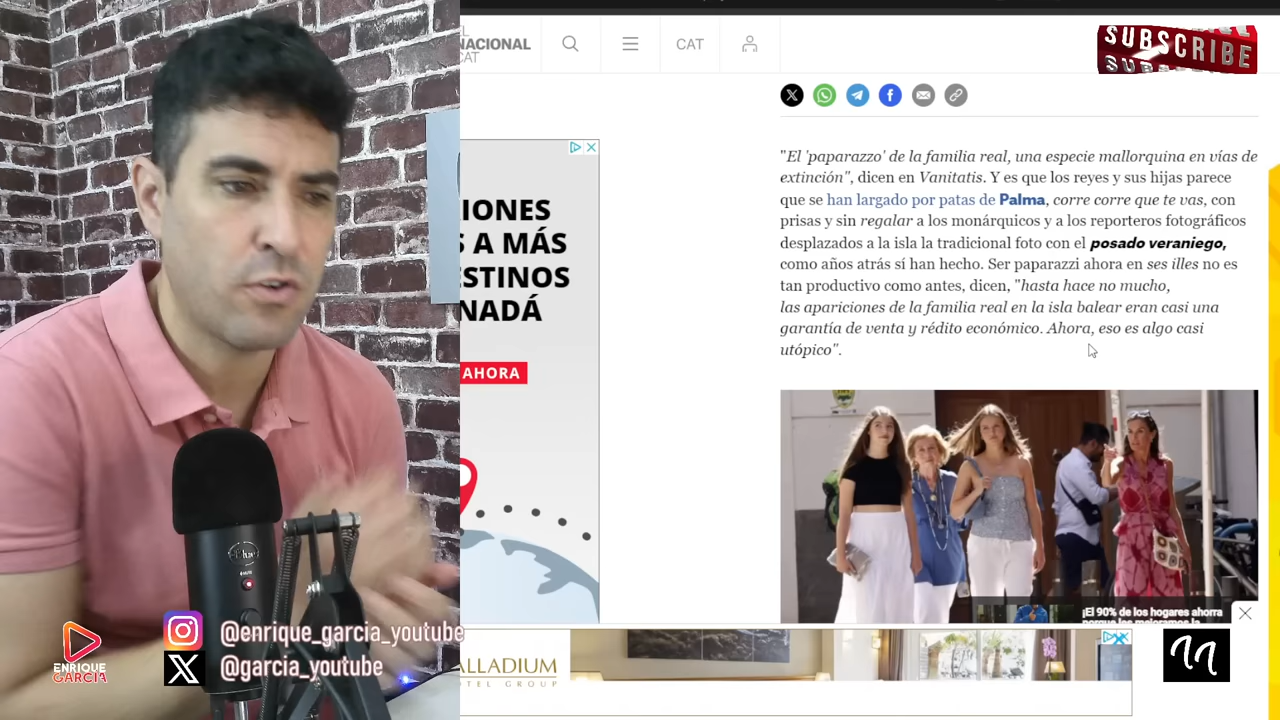 NACIONAL
CAT
CAT
SUBSCRIBE
"El 'paparazzo' de la familia real, una especie mallorquina en vías de
extinción", dicen en Vanitatis. Y es que los reyes y sus hijas parece
que se han largado por patas de Palma, corre corre que te vas, con
prisas y sin regalar a los monárquicos y a los reporteros fotográficos
desplazados a la isla la tradicional foto con el posado veraniego,
como años atrás sí han hecho. Ser paparazzi ahora en ses illes no es
tan productivo como antes, dicen, "hasta hace no mucho,
las apariciones de la familia real en la isla balear eran casi una
garantía de venta y rédito económico. Ahora, eso es algo casi
utópico".
IONES
S A MÁS
ESTINOS
NADÁ
AHORA
¡El 90% de los hogares ahorra
ENRIQUE
GARCIA
@enrique_garcia_youtube
@garcia_youtube
ALLADIUM
OTEL GROUP